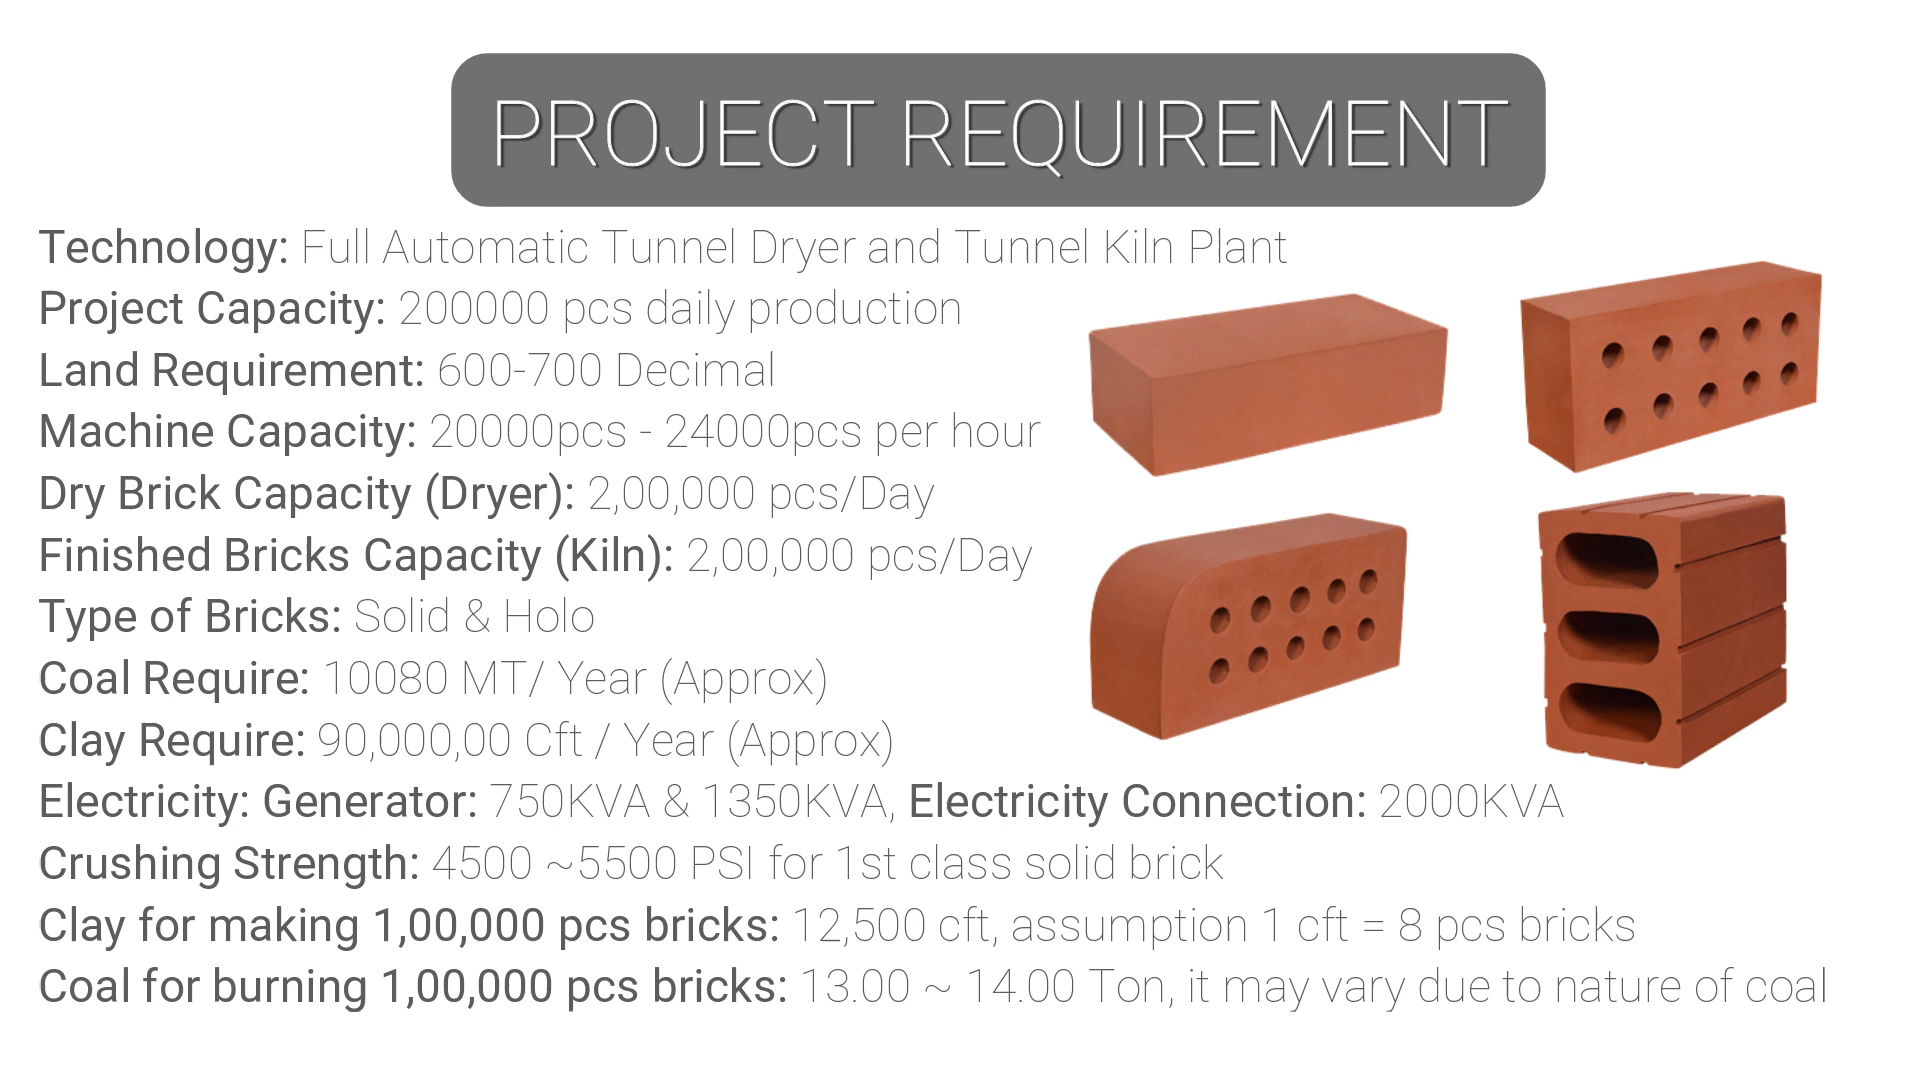 PROJECT REQUIREMENT
Technology: Full Automatic Tunnel Dryer and Tunnel Kiln Plant
Project Capacity: 200000 pcs daily production
Land Requirement: 600-700 Decimal
Machine Capacity: 20000pcs - 24000pcs per hour
Dry Brick Capacity (Dryer): 2,00,000 pcs/Day
Finished Bricks Capacity (Kiln): 2,00,000 pcs/Day
Type of Bricks: Solid & Holo
Coal Require: 10080 MT/ Year (Approx)
Clay Require: 90,000,00 Cft / Year (Approx)
Electricity: Generator: 750KVA & 1350KVA, Electricity Connection: 2000KVA
Crushing Strength: 4500 ~5500 PSI for 1st class solid brick
Clay for making 1,00,000 pcs bricks: 12,500 cft, assumption 1 cft = 8 pcs bricks
Coal for burning 1,00,000 pcs bricks: 13.00 ~ 14.00 Ton, it may vary due to nature of coal